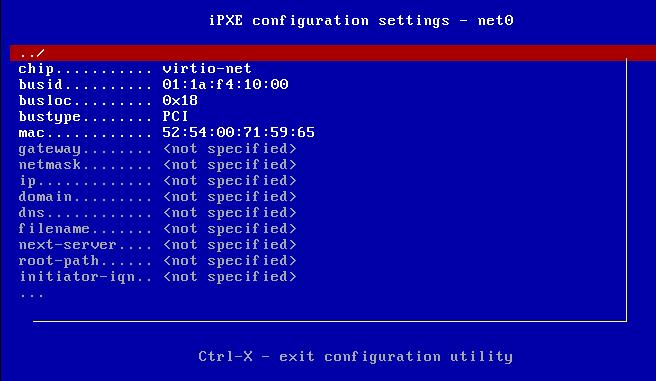 iPXE configuration settings - net0
../
chip........... virtio-net
busid.......... 01:1a:f4:10:00
busloc......... 0x18
bustype........ PCI
mac............ 52:54:00:71:59:65
gateway........ <not specified>
netmask........ <not specified>
ip............. <not specified>
domain......... <not specified>
dns............ <not specified>
filename....... <not specified>
next-server.... <not specified>
root-path...... <not specified>
initiator-iqn.. <not specified>
...
Ctrl-X - exit configuration utility